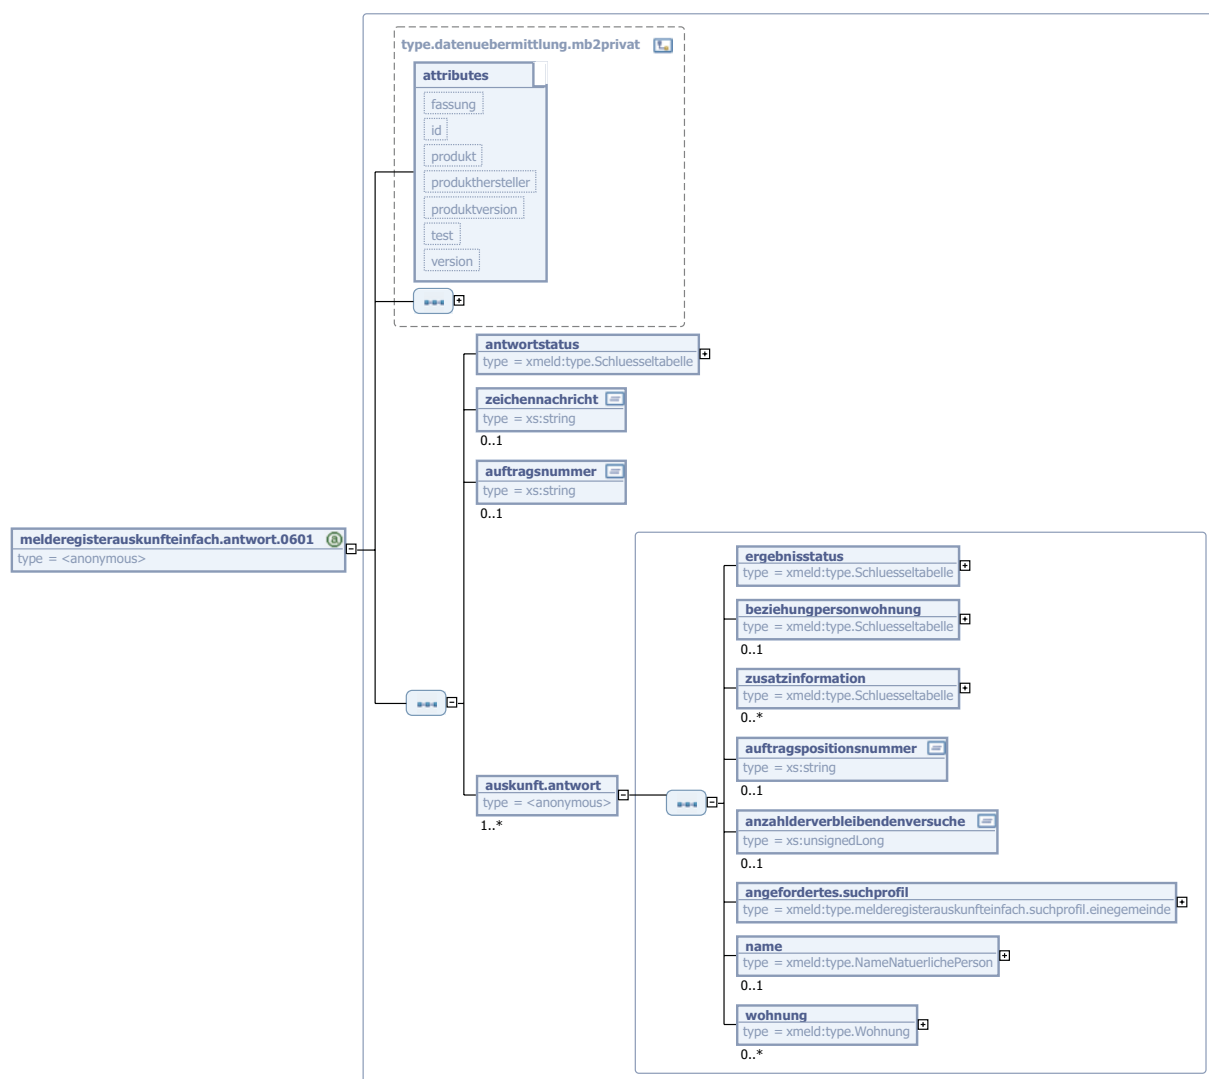 type.datenuebermittlung.mb2privat
attributes
fassung
id
produkt
produkthersteller
produktversion
test
version
antwortstatus
type = xmeld:type.Schluesseltabelle
zeichennachricht
type = xs:string
0..1
auftragsnummer
type = xs:string
0..1
melderegisterauskunfteinfach.antwort.0601
type = <anonymous>
auskunft.antwort
type = <anonymous>
1..*
ergebnisstatus
type = xmeld:type.Schluesseltabelle
beziehungpersonwohnung
type = xmeld:type.Schluesseltabelle
0..1
zusatzinformation
type = xmeld:type.Schluesseltabelle
0..*
auftragspositionsnummer
type = xs:string
0..1
anzahlderverbleibendenversuche
type = xs:unsignedLong
0..1
angefordertes.suchprofil
type = xmeld:type.melderegisterauskunfteinfach.suchprofil.einegemeinde
name
type = xmeld:type.NameNatuerlichePerson
0..1
wohnung
type = xmeld:type.Wohnung
0..*